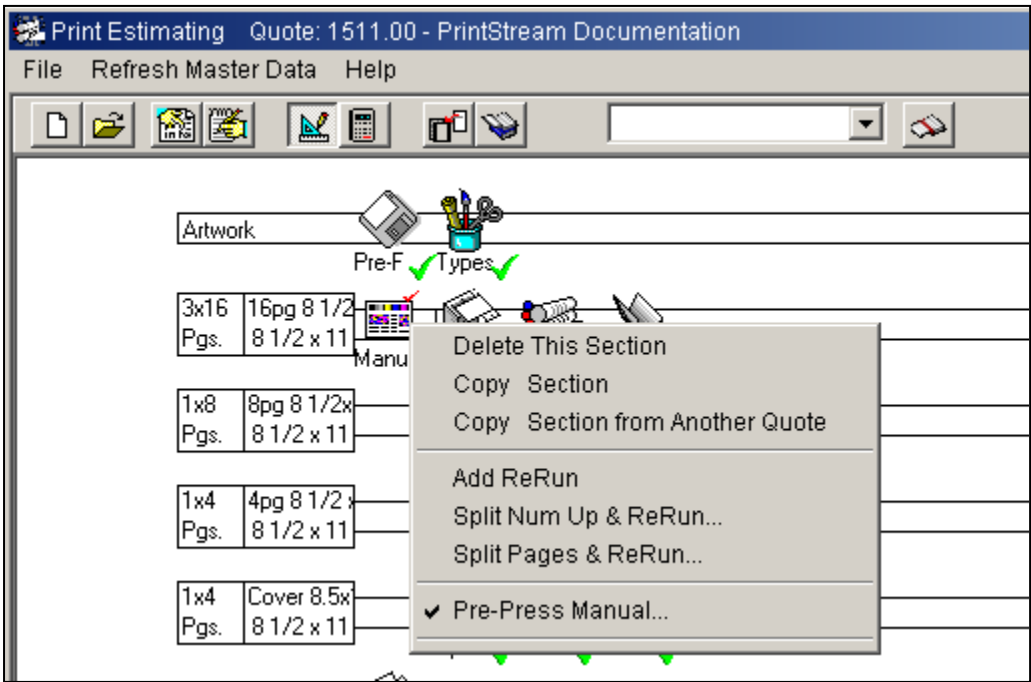 Print Estimating Quote: 1511.00 - PrintStream Documentation
File Refresh Master Data Help
Artwork
Pre-F Types
3x16 16pg 8 1/2
Pgs. 8 1/2 x 11
Manu
Delete This Section
Copy Section
Copy Section from Another Quote
1x8 8pg 8 1/2x
Pgs. 8 1/2 x 11
Add ReRun
Split Num Up & ReRun...
Split Pages & ReRun...
1x4 4pg 8 1/2 x
Pgs. 8 1/2 x 11
1x4 Cover 8.5x
Pgs. 8 1/2 x 11
Pre-Press Manual...